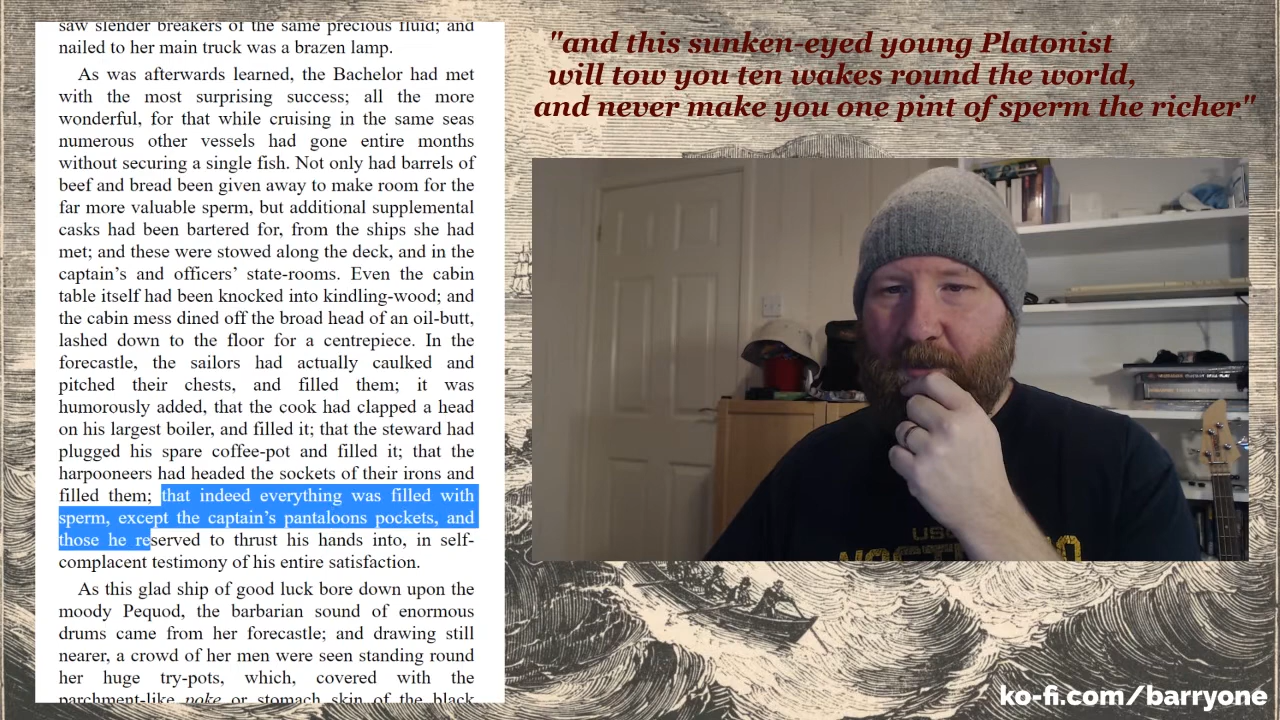 saw slender breakers of the same precious fluid; and
nailed to her main truck was a brazen lamp.
As was afterwards learned, the Bachelor had met
with the most surprising success; all the more
wonderful, for that while cruising in the same seas
numerous other vessels had gone entire months
without securing a single fish. Not only had barrels of
beef and bread been given away to make room for the
far more valuable sperm, but additional supplemental
casks had been bartered for, from the ships she had
met; and these were stowed along the deck, and in the
captain's and officers' state-rooms. Even the cabin
table itself had been knocked into kindling-wood; and
the cabin mess dined off the broad head of an oil-butt,
lashed down to the floor for a centrepiece. In the
forecastle, the sailors had actually caulked and
pitched their chests, and filled them; it was
humorously added, that the cook had clapped a head
on his largest boiler, and filled it; that the steward had
plugged his spare coffee-pot and filled it; that the
harpooneers had headed the sockets of their irons and
filled them; that indeed everything was filled with
sperm, except the captain's pantaloons pockets, and
those he reserved to thrust his hands into, in self-
complacent testimony of his entire satisfaction.
As this glad ship of good luck bore down upon the
moody Pequod, the barbarian sound of enormous
drums came from her forecastle; and drawing still
nearer, a crowd of her men were seen standing round
her huge try-pots, which, covered with the
parchment-like poke or stomach skin of the black
"and this sunken-eyed young Platonist
will tow you ten wakes round the world,
and never make you one pint of sperm the richer"
ko-fi.com/barryone